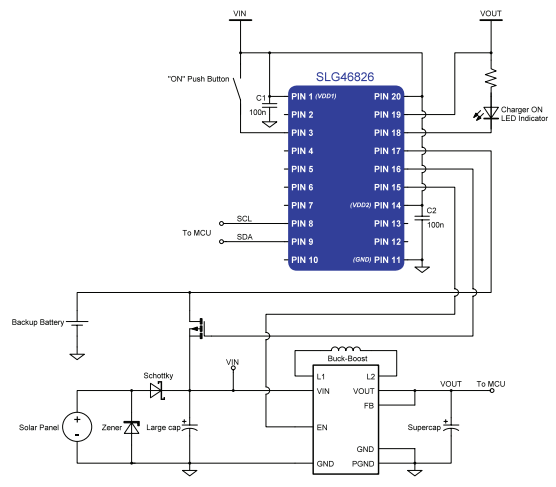 VIN
VOUT
SLG46826
"ON" Push Button
C1
100n
PIN 1 (VDD1)
PIN 20
PIN 2
PIN 19
PIN 3
PIN 18
PIN 4
PIN 17
PIN 5
PIN 16
PIN 6
PIN 15
PIN 7
(VDD2) PIN 14
PIN 8
PIN 13
PIN 9
PIN 12
PIN 10
(GND) PIN 11
Charger ON
LED Indicator
C2
100n
To MCU
SCL
SDA
Backup Battery
Schottky
VIN
Buck-Boost
L1
L2
VIN
VOUT
FB
EN
GND
GND
PGND
VOUT
To MCU
Solar Panel
+
-
Zener
Large cap
+
Supercap
+